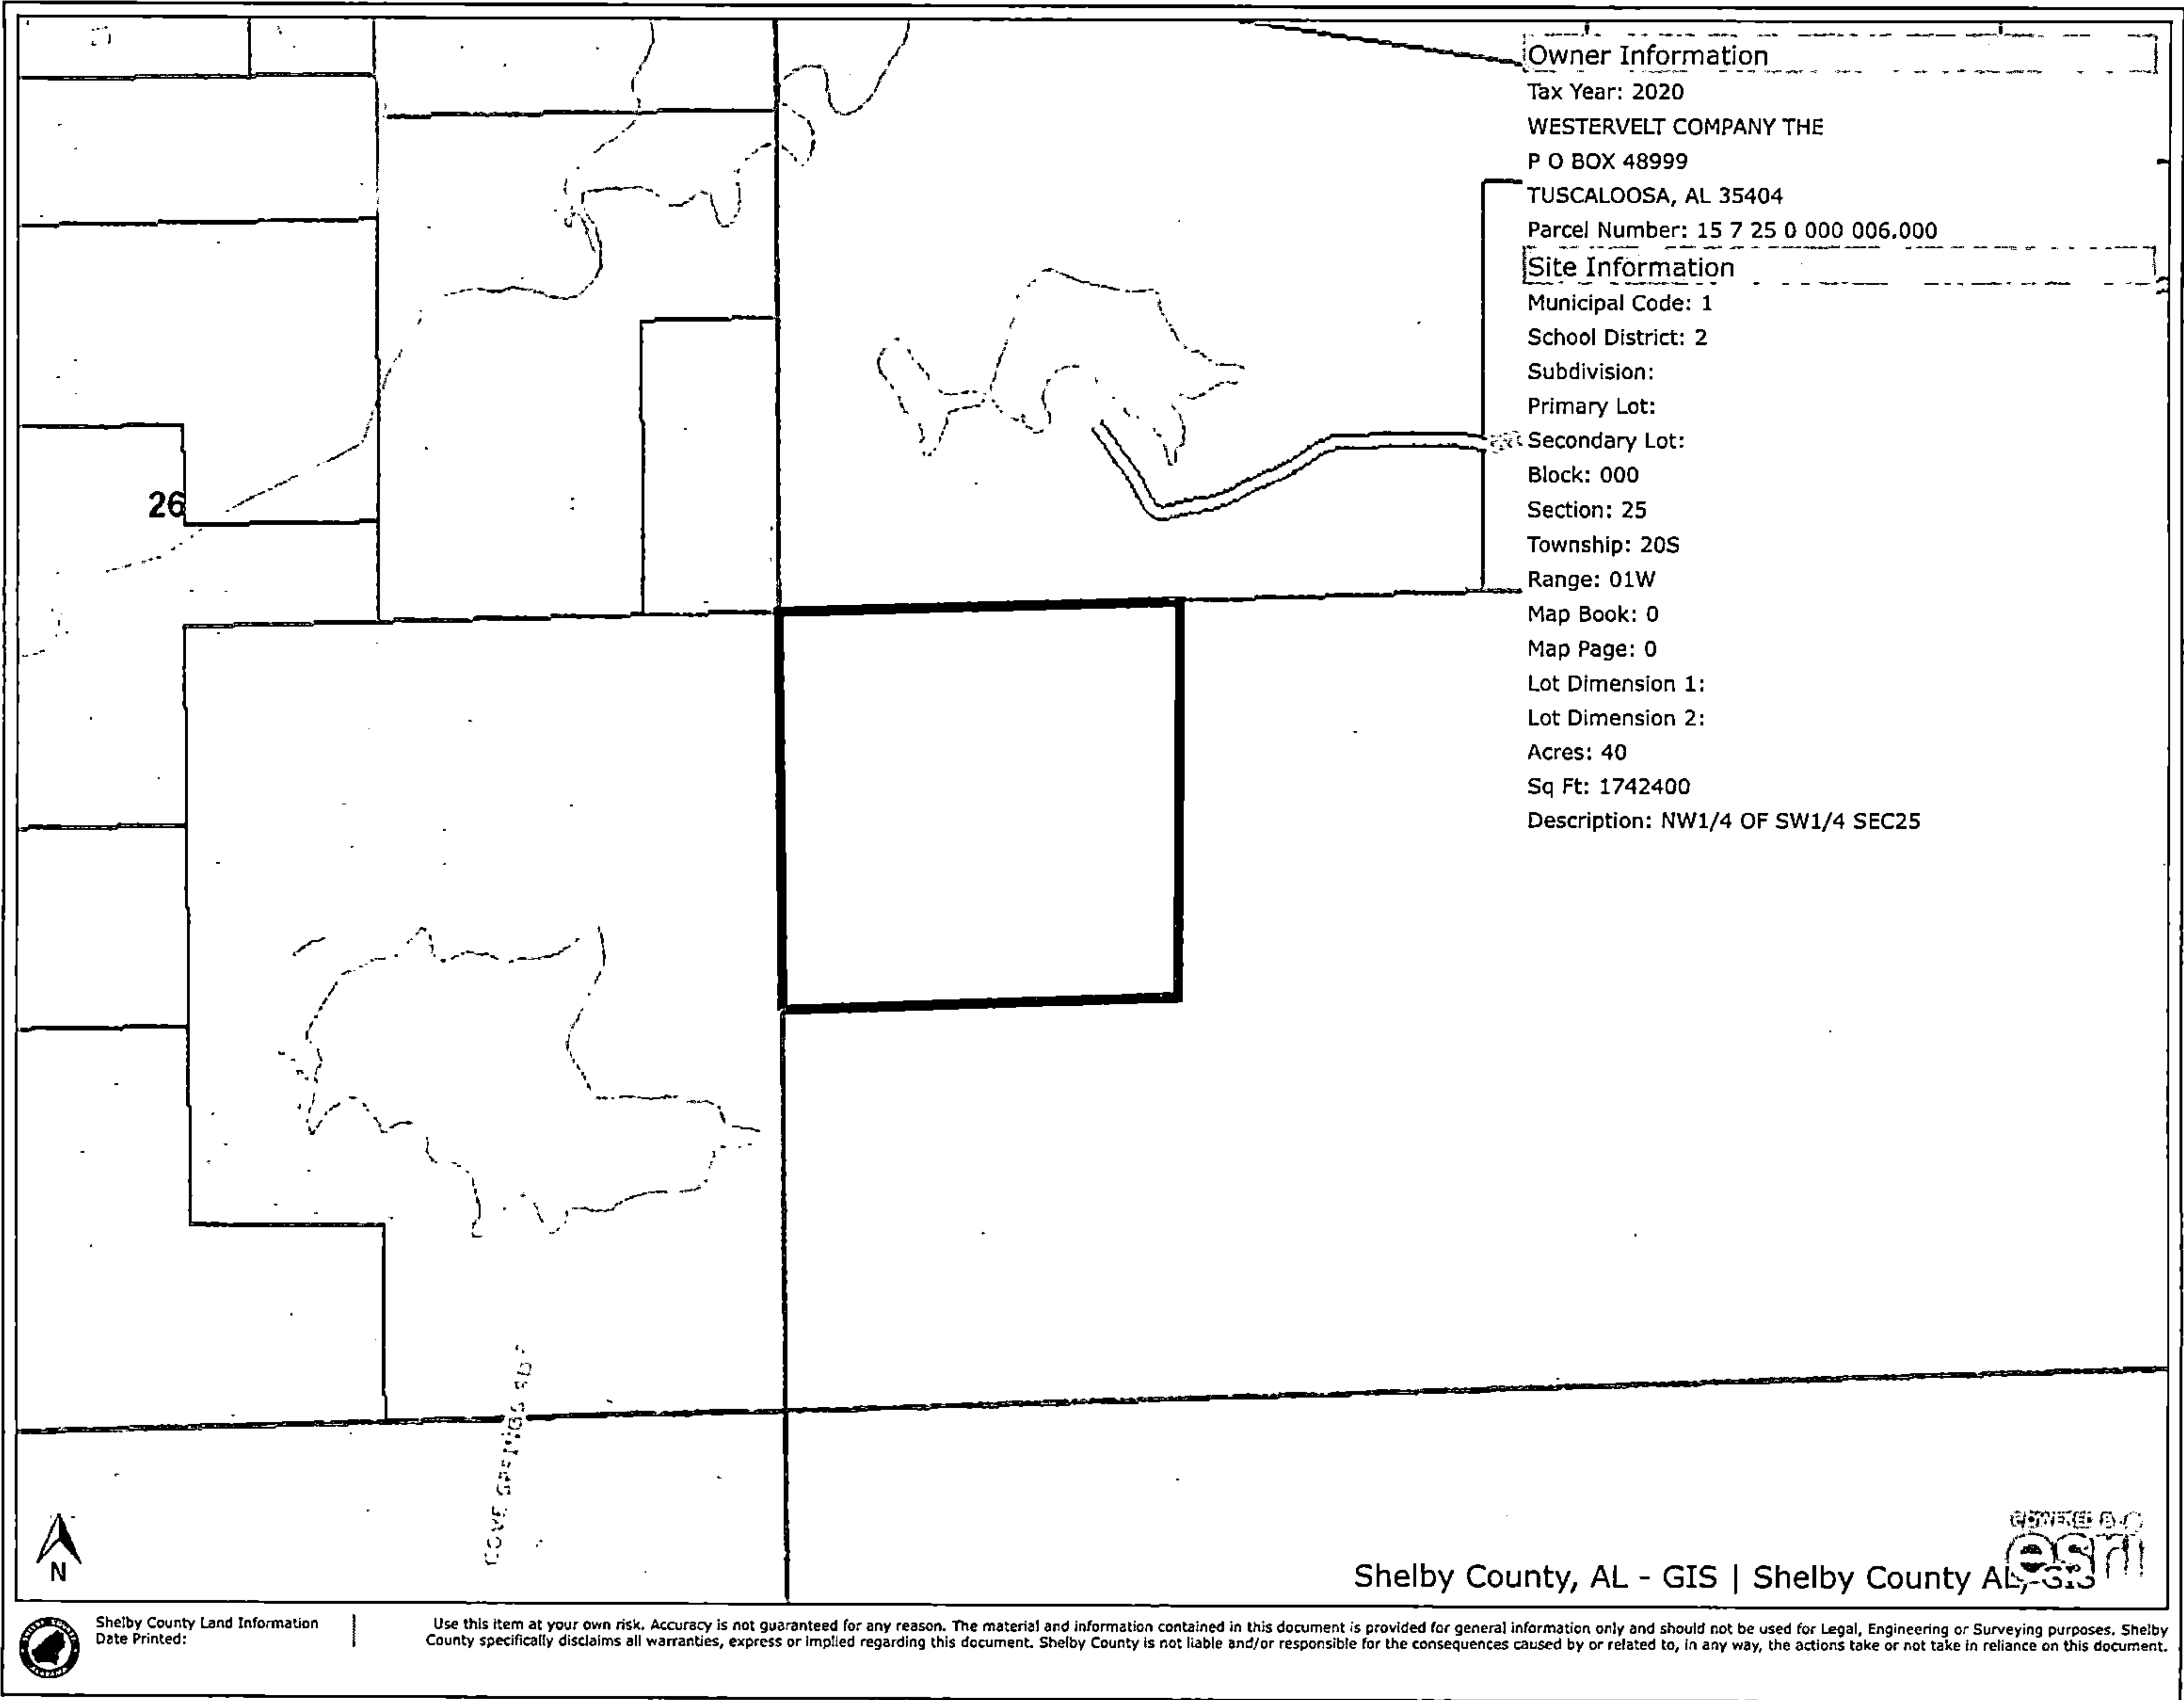 Owner Information
Tax Year: 2020
WESTERVELT COMPANY THE
P O BOX 48999
TUSCALOOSA, AL 35404
Parcel Number: 15 7 25 0 000 006.000
Site Information
Municipal Code: 1
School District: 2
Subdivision:
Primary Lot:
Secondary Lot:
Block: 000
Section: 25
Township: 20S
Range: 01W
Map Book: 0
Map Page: 0
Lot Dimension 1:
Lot Dimension 2:
Acres: 40
Sq Ft: 1742400
Description: NW1/4 OF SW1/4 SEC25
26
N
POWERED BY
esri
Shelby County, AL - GIS | Shelby County AL, GIS
Shelby County Land Information
Date Printed:
Use this item at your own risk. Accuracy is not guaranteed for any reason. The material and information contained in this document is provided for general information only and should not be used for Legal, Engineering or Surveying purposes. Shelby
County specifically disclaims all warranties, express or implied regarding this document. Shelby County is not liable and/or responsible for the consequences caused by or related to, in any way, the actions take or not take in reliance on this document.